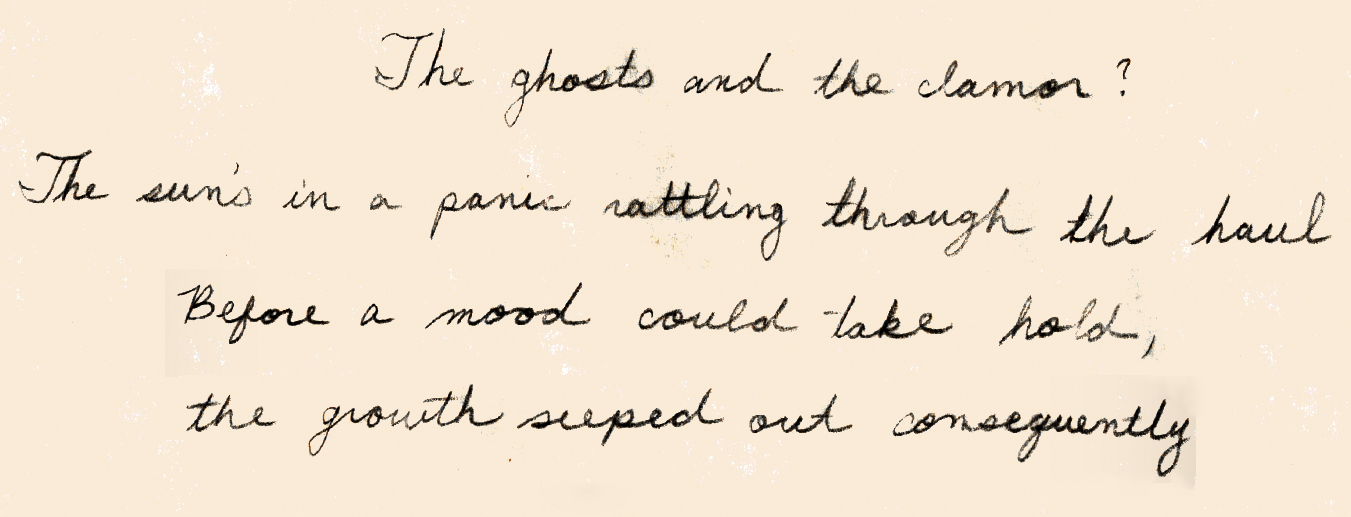 The ghosts and the clamor?
The sun's in a panic rattling through the haul
Before a mood could take hold,
the growth seeped out consequently